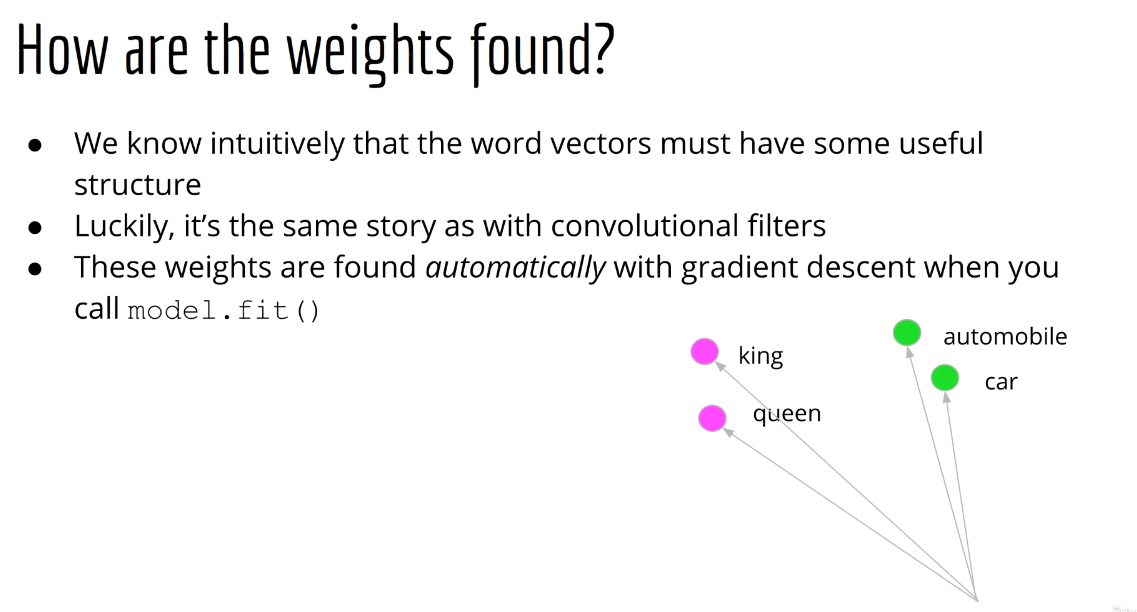 How are the weights found?
● We know intuitively that the word vectors must have some useful
structure
● Luckily, it’s the same story as with convolutional filters
● These weights are found automatically with gradient descent when you
call model.fit()
automobile
king
car
queen